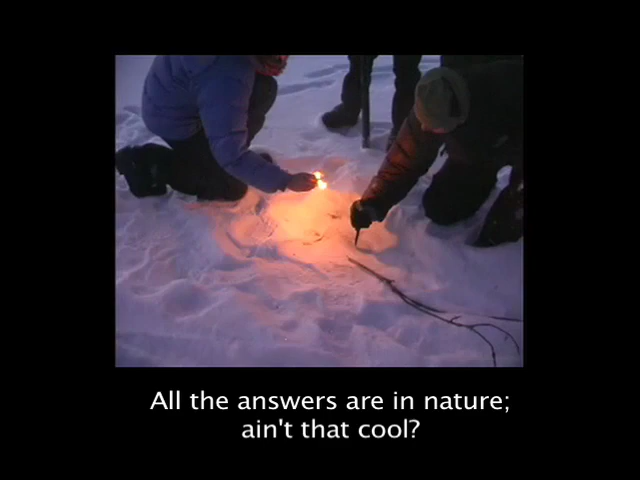 All the answers are in nature;
ain't that cool?